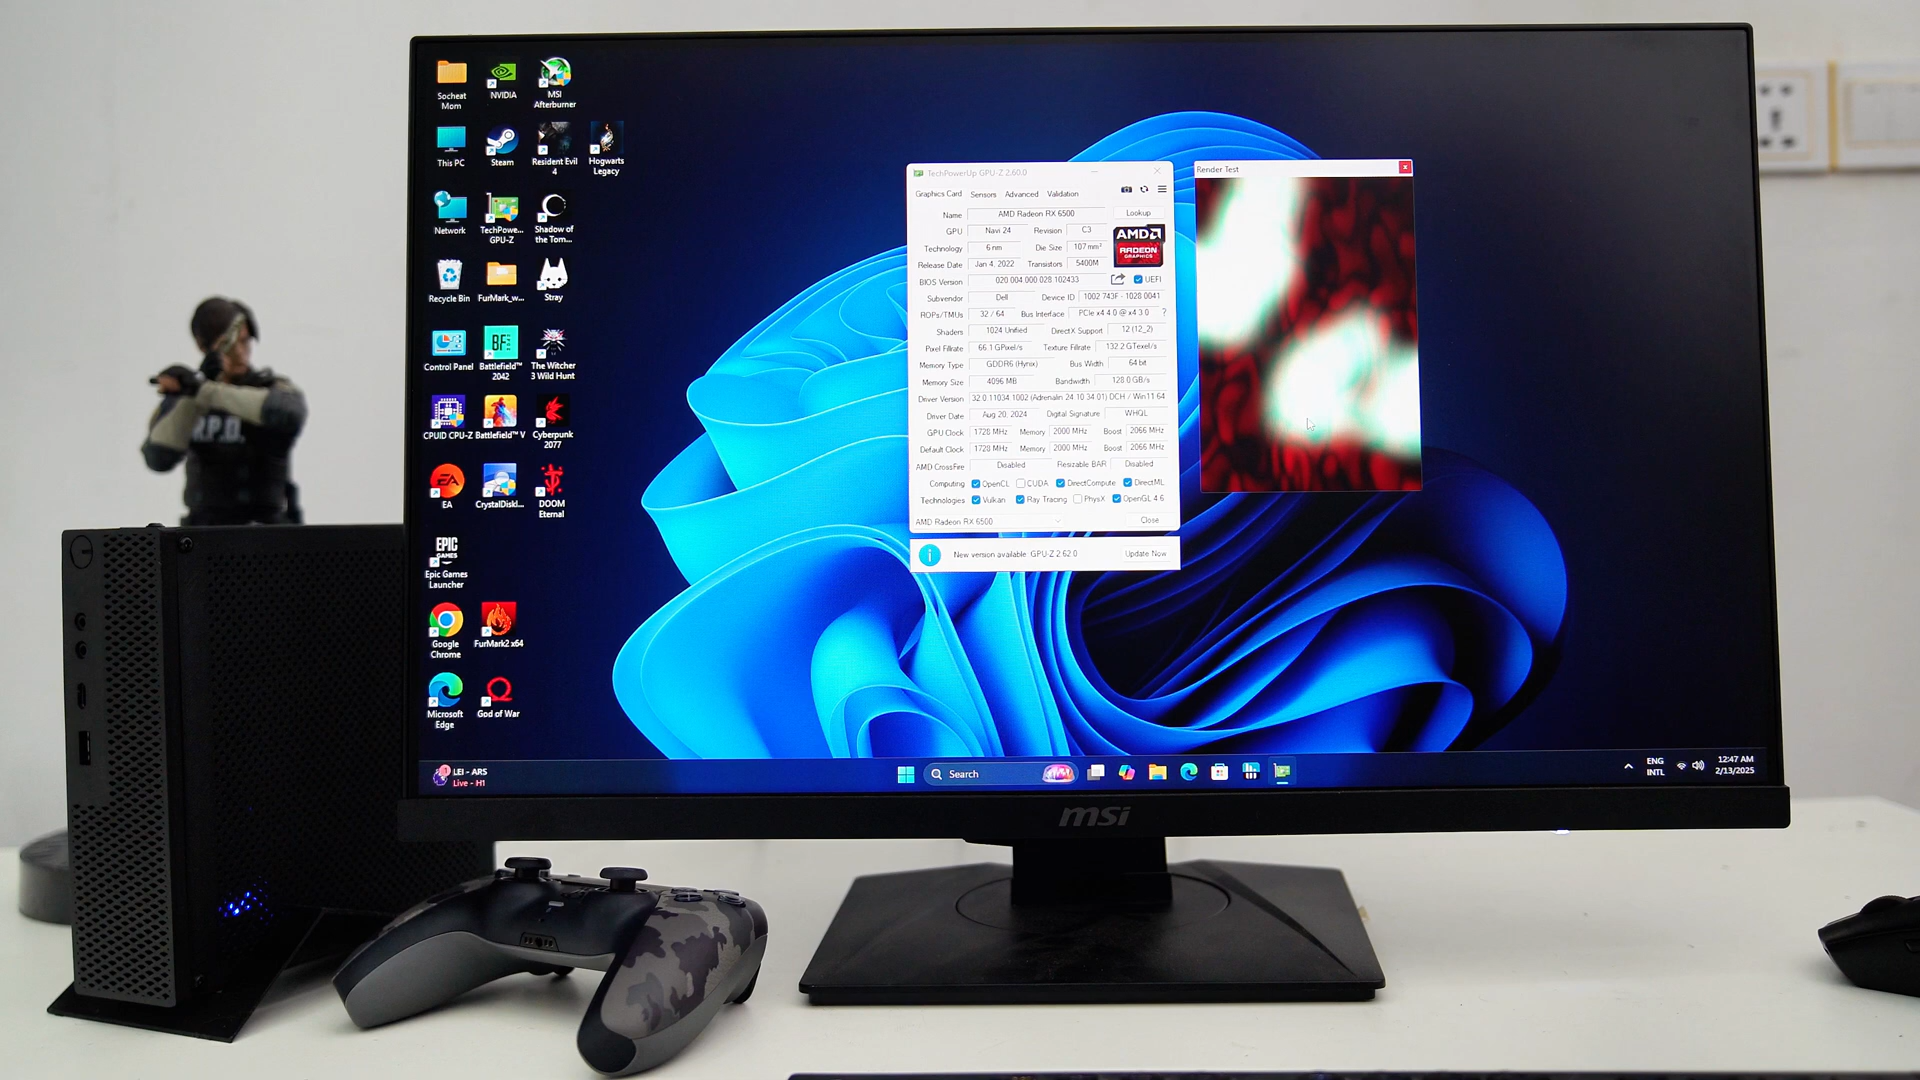 Socheat Mom
NVIDIA
MSI Afterburner
This PC
Steam
Resident Evil 4
Hogwarts Legacy
Network
TechPowe... GPU-Z
Shadow of the Tom...
Recycle Bin
FurMark_w...
Stray
Control Panel
Battlefield™ 2042
The Witcher 3 Wild Hunt
CPUID CPU-Z
Battlefield™ V
Cyberpunk 2077
EA
CrystalDiskI...
DOOM Eternal
EPIC GAMES
Epic Games Launcher
Google Chrome
FurMark2 x64
Microsoft Edge
God of War
TechPowerUp GPU-Z 2.60.0
Graphics Card Sensors Advanced Validation
Name AMD Radeon RX 6500 Lookup
GPU Navi 24 Revision C3
Technology 6 nm Die Size 107 mm²
Release Date Jan 4, 2022 Transistors 5400M
BIOS Version 020.004.000.028.102433 UEFI
Subvendor Dell Device ID 1002 743F - 1028 0041
ROPs/TMUs 32 / 64 Bus Interface PCIe x4 4.0 @ x4 3.0 ?
Shaders 1024 Unified DirectX Support 12 (12_2)
Pixel Fillrate 66.1 GPixel/s Texture Fillrate 132.2 GTexel/s
Memory Type GDDR6 (Hynix) Bus Width 64 bit
Memory Size 4096 MB Bandwidth 128.0 GB/s
Driver Version 32.0.11034.1002 (Adrenalin 24.10.34.01) DCH / Win11 64
Driver Date Aug 20, 2024 Digital Signature WHQL
GPU Clock 1728 MHz Memory 2000 MHz Boost 2066 MHz
Default Clock 1728 MHz Memory 2000 MHz Boost 2066 MHz
AMD CrossFire Disabled Resizable BAR Disabled
Computing OpenCL CUDA DirectCompute DirectML
Technologies Vulkan Ray Tracing PhysX OpenGL 4.6
AMD Radeon RX 6500 Close
New version available: GPU-Z 2.62.0 Update Now
AMD
RADEON
GRAPHICS
Render Test
R.P.D.
LEI - ARS
Live - H1
Search
ENG
INTL
12:47 AM
2/13/2025
msi